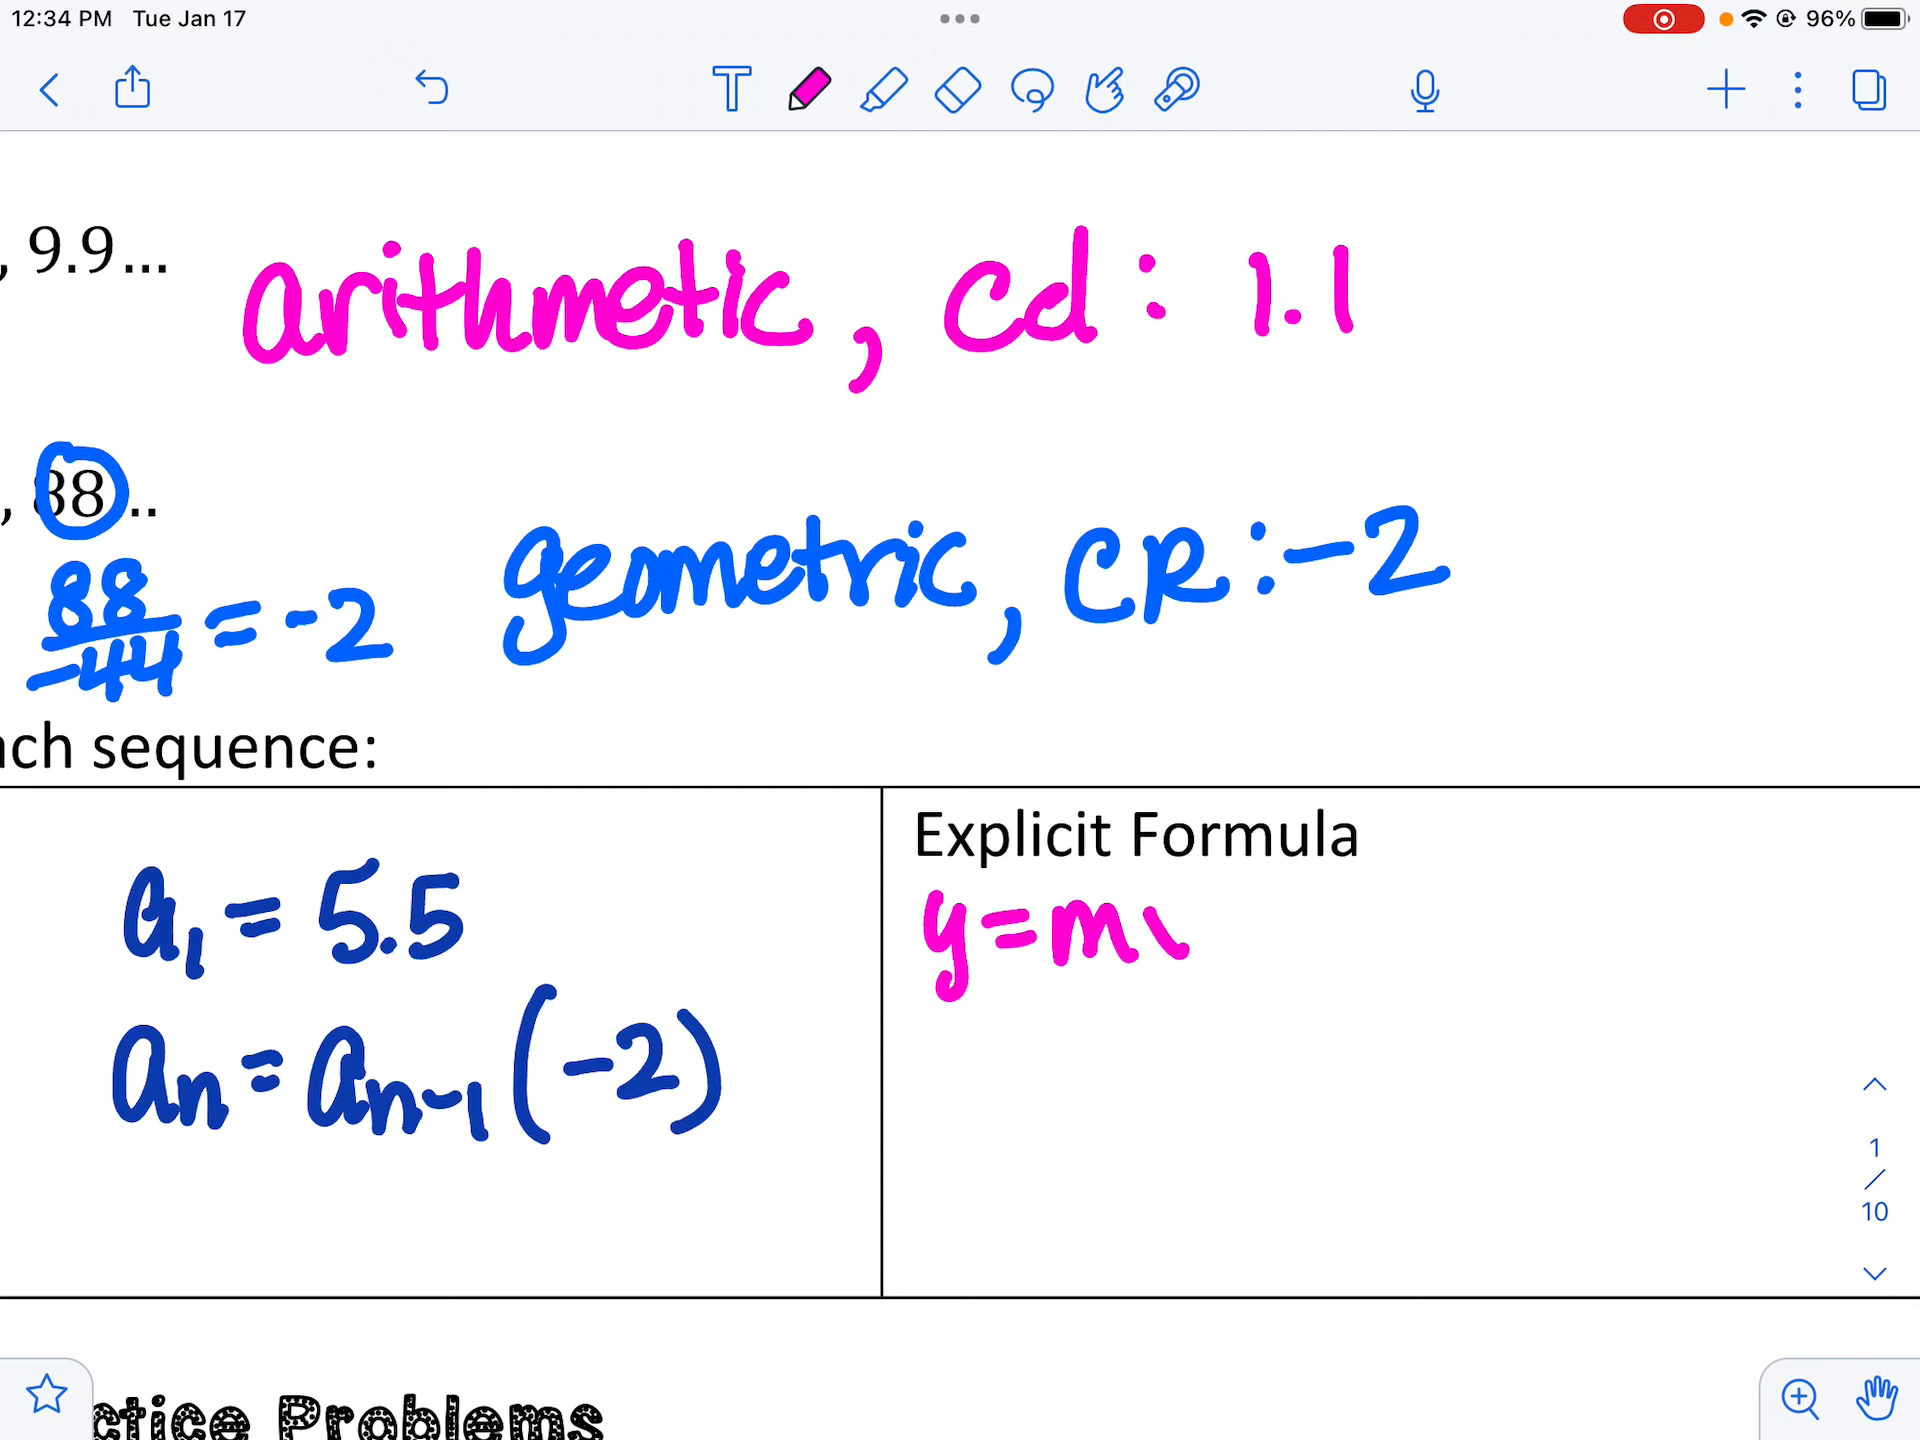 12:34 PM Tue Jan 17
96%
, 9.9... arithmetic, cd: 1.1
, 88...
88/-44 = -2 geometric, CR: -2
ach sequence:
Explicit Formula
a₁ = 5.5
y=m
aₙ = aₙ₋₁ (-2)
1
/
10
ctice Problems